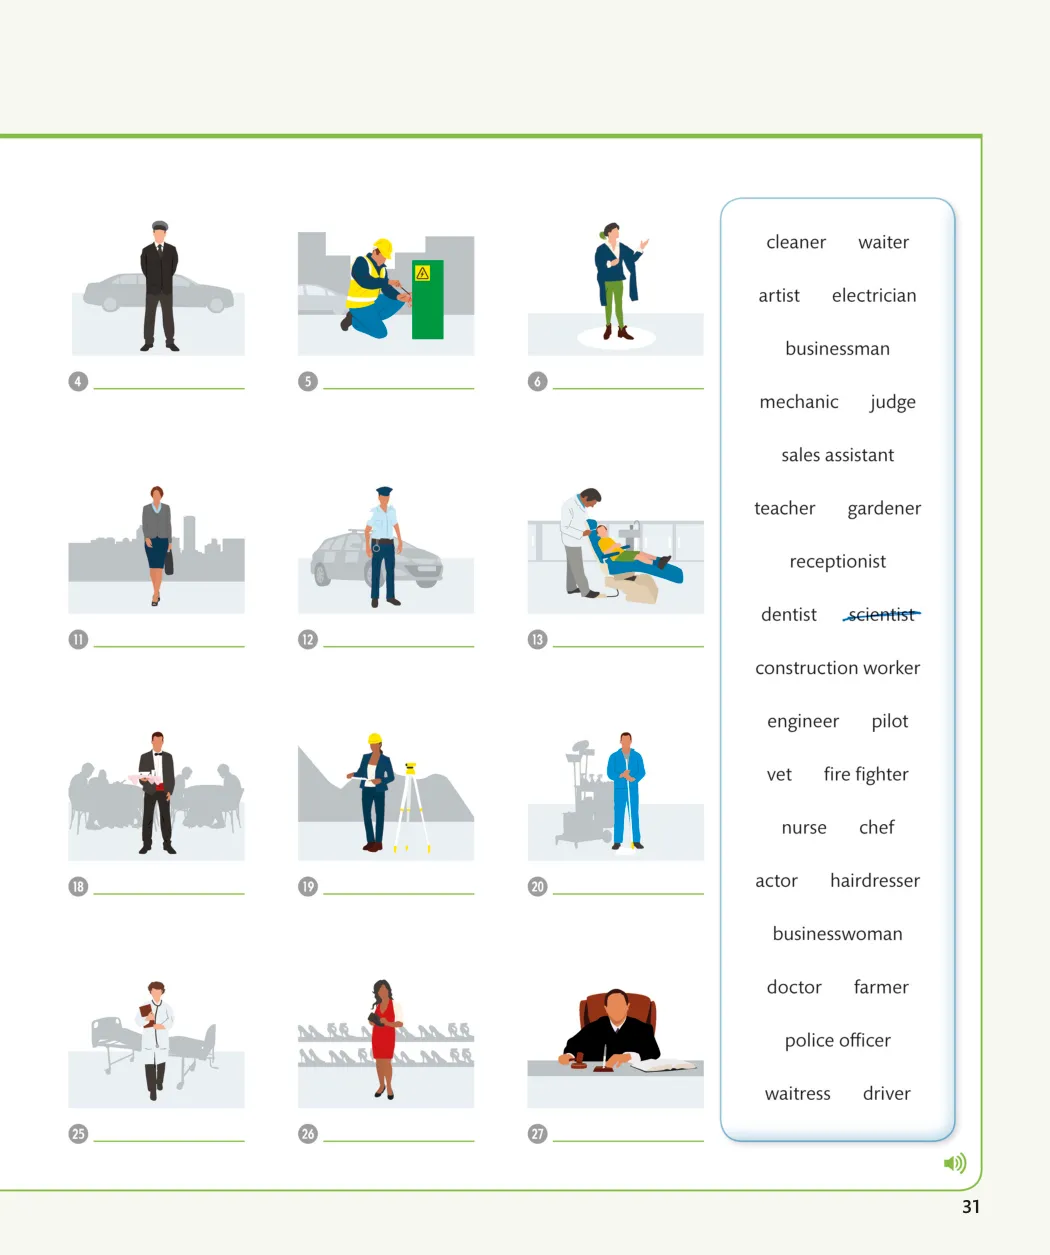 4
5
6
11
12
13
18
19
20
25
26
27
cleaner waiter
artist electrician
businessman
mechanic judge
sales assistant
teacher gardener
receptionist
dentist scientist
construction worker
engineer pilot
vet fire fighter
nurse chef
actor hairdresser
businesswoman
doctor farmer
police officer
waitress driver
31